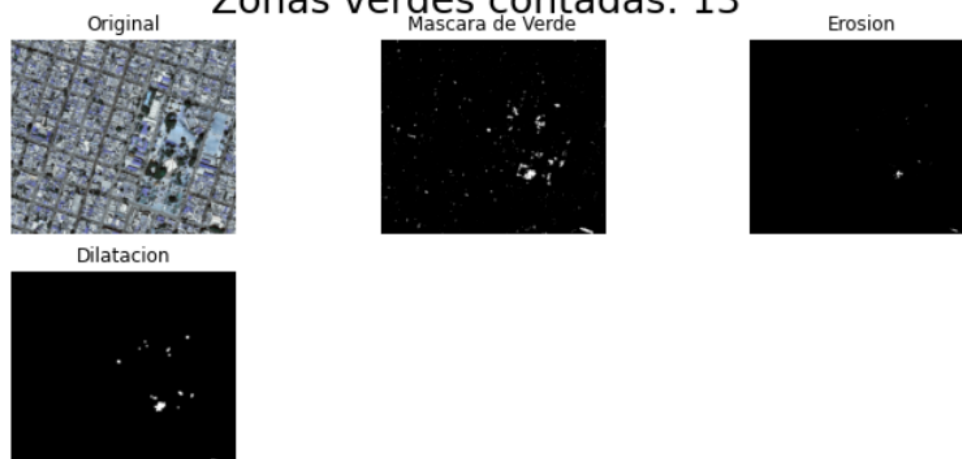 Zonas verdes contadas: 13
Original
Mascara de Verde
Erosion
Dilatacion